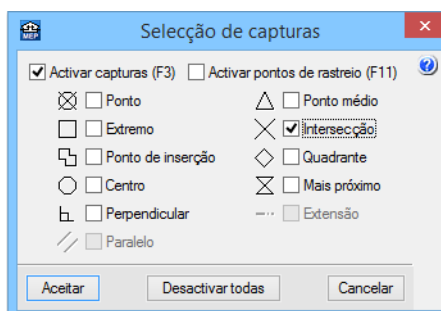 MEP
Selecção de capturas
Activar capturas (F3) Activar pontos de rastreio (F11)
Ponto Ponto médio
Extremo Intersecção
Ponto de inserção Quadrante
Centro Mais próximo
Perpendicular Extensão
Paralelo
Aceitar Desactivar todas Cancelar